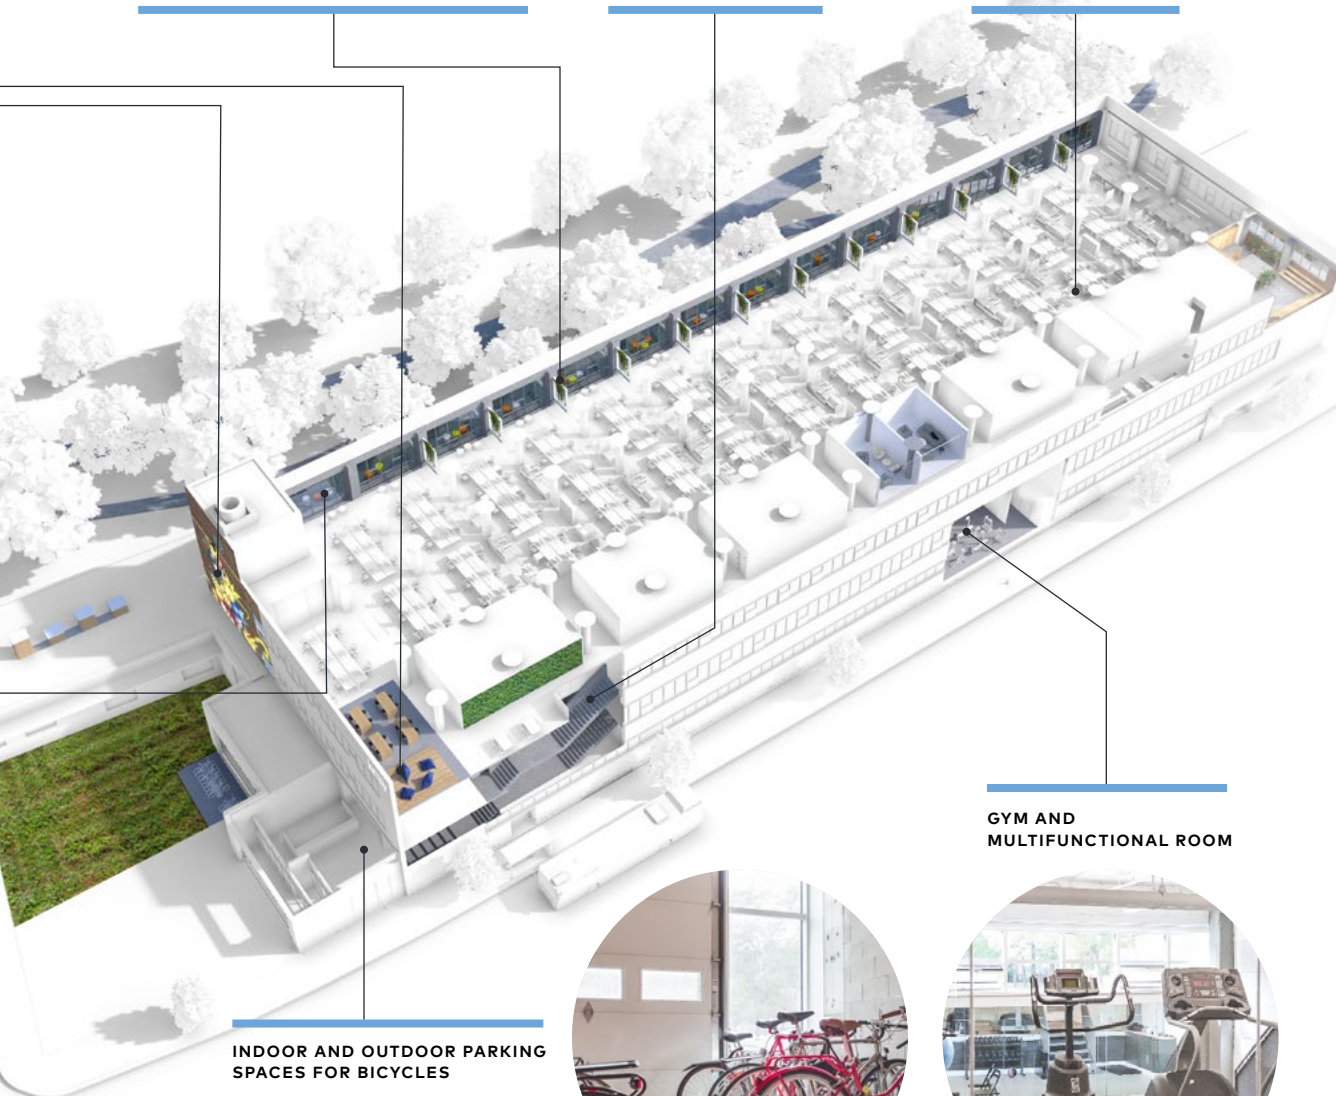 GYM AND
MULTIFUNCTIONAL ROOM
INDOOR AND OUTDOOR PARKING
SPACES FOR BICYCLES